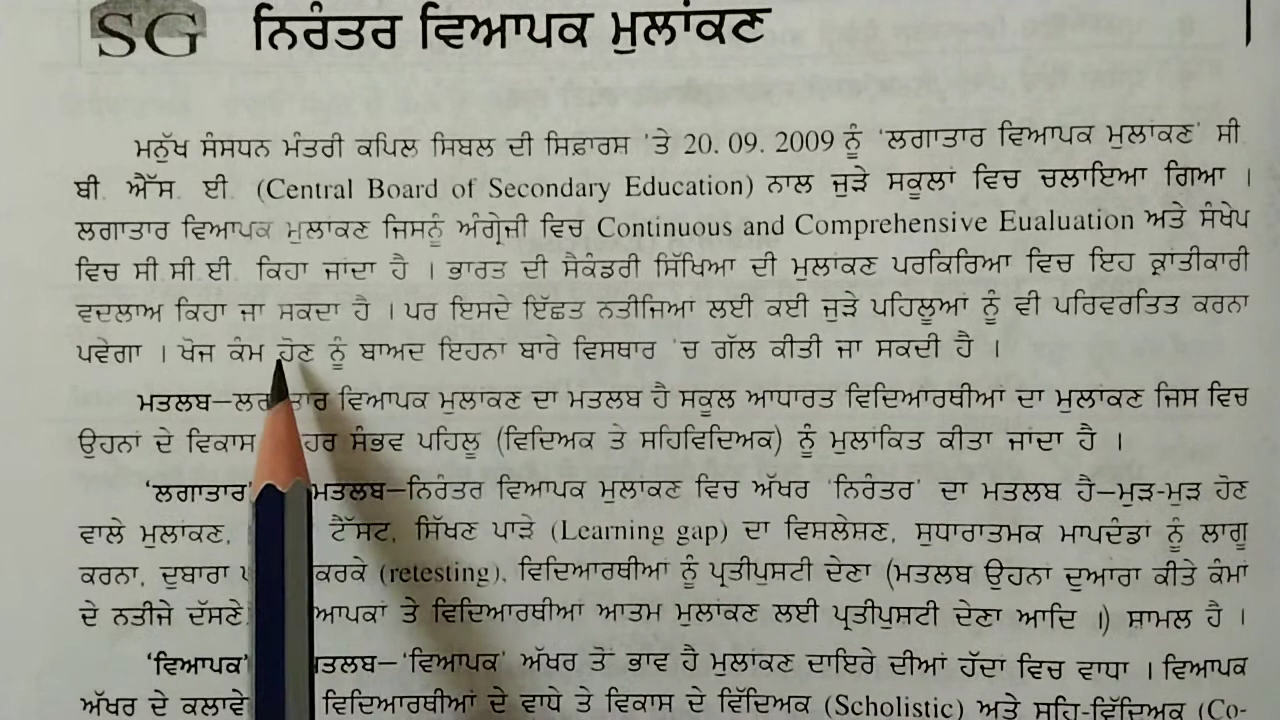 SG ਨਿਰੰਤਰ ਵਿਆਪਕ ਮੁਲਾਂਕਣ
ਮਨੁੱਖ ਸੰਸਧਨ ਮੰਤਰੀ ਕਪਿਲ ਸਿਬਲ ਦੀ ਸਿਫ਼ਾਰਸ 'ਤੇ 20. 09. 2009 ਨੂੰ 'ਲਗਾਤਾਰ ਵਿਆਪਕ ਮੁਲਾਂਕਣ' ਸੀ.
ਬੀ. ਐੱਸ. ਈ. (Central Board of Secondary Education) ਨਾਲ ਜੁੜੇ ਸਕੂਲਾਂ ਵਿਚ ਚਲਾਇਆ ਗਿਆ ।
ਲਗਾਤਾਰ ਵਿਆਪਕ ਮੁਲਾਂਕਣ ਜਿਸਨੂੰ ਅੰਗ੍ਰੇਜ਼ੀ ਵਿਚ Continuous and Comprehensive Eualuation ਅਤੇ ਸੰਖੇਪ
ਵਿਚ ਸੀ.ਸੀ.ਈ. ਕਿਹਾ ਜਾਂਦਾ ਹੈ । ਭਾਰਤ ਦੀ ਸੈਕੰਡਰੀ ਸਿੱਖਿਆ ਦੀ ਮੁਲਾਂਕਣ ਪਰਕਿਰਿਆ ਵਿਚ ਇਹ ਕ੍ਰਾਂਤੀਕਾਰੀ
ਵਦਲਾਅ ਕਿਹਾ ਜਾ ਸਕਦਾ ਹੈ । ਪਰ ਇਸਦੇ ਇੱਛਤ ਨਤੀਜਿਆ ਲਈ ਕਈ ਜੁੜੇ ਪਹਿਲੂਆਂ ਨੂੰ ਵੀ ਪਰਿਵਰਤਿਤ ਕਰਨਾ
ਪਵੇਗਾ । ਖੋਜ ਕੰਮ ਹੋਣ ਨੂੰ ਬਾਅਦ ਇਹਨਾਂ ਬਾਰੇ ਵਿਸਥਾਰ 'ਚ ਗੱਲ ਕੀਤੀ ਜਾ ਸਕਦੀ ਹੈ ।
ਮਤਲਬ–ਲਗਾਤਾਰ ਵਿਆਪਕ ਮੁਲਾਂਕਣ ਦਾ ਮਤਲਬ ਹੈ ਸਕੂਲ ਆਧਾਰਤ ਵਿਦਿਆਰਥੀਆਂ ਦਾ ਮੁਲਾਂਕਣ ਜਿਸ ਵਿਚ
ਉਹਨਾਂ ਦੇ ਵਿਕਾਸ ਹਰ ਸੰਭਵ ਪਹਿਲੂ (ਵਿਦਿਅਕ ਤੇ ਸਹਿਵਿਦਿਅਕ) ਨੂੰ ਮੁਲਾਂਕਿਤ ਕੀਤਾ ਜਾਂਦਾ ਹੈ ।
'ਲਗਾਤਾਰ' ਮਤਲਬ–ਨਿਰੰਤਰ ਵਿਆਪਕ ਮੁਲਾਂਕਣ ਵਿਚ ਅੱਖਰ 'ਨਿਰੰਤਰ' ਦਾ ਮਤਲਬ ਹੈ–ਮੁੜ-ਮੁੜ ਹੋਣ
ਵਾਲੇ ਮੁਲਾਂਕਣ, ਟੈੱਸਟ, ਸਿੱਖਣ ਪਾੜੇ (Learning gap) ਦਾ ਵਿਸਲੇਸ਼ਣ, ਸੁਧਾਰਾਤਮਕ ਮਾਪਦੰਡਾਂ ਨੂੰ ਲਾਗੂ
ਕਰਨਾ, ਦੁਬਾਰਾ ਕਰਕੇ (retesting), ਵਿਦਿਆਰਥੀਆਂ ਨੂੰ ਪ੍ਰਤੀਪੁਸ਼ਟੀ ਦੇਣਾ (ਮਤਲਬ ਉਹਨਾਂ ਦੁਆਰਾ ਕੀਤੇ ਕੰਮਾਂ
ਦੇ ਨਤੀਜੇ ਦੱਸਣੇ, ਆਪਕਾਂ ਤੇ ਵਿਦਿਆਰਥੀਆਂ ਆਤਮ ਮੁਲਾਂਕਣ ਲਈ ਪ੍ਰਤੀਪੁਸ਼ਟੀ ਦੇਣਾ ਆਦਿ ।) ਸ਼ਾਮਲ ਹੈ ।
'ਵਿਆਪਕ' ਮਤਲਬ–'ਵਿਆਪਕ' ਅੱਖਰ ਤੋਂ ਭਾਵ ਹੈ ਮੁਲਾਂਕਣ ਦਾਇਰੇ ਦੀਆਂ ਹੱਦਾਂ ਵਿਚ ਵਾਧਾ । ਵਿਆਪਕ
ਅੱਖਰ ਦੇ ਕਲਾਵੇ ਵਿਦਿਆਰਥੀਆਂ ਦੇ ਵਾਧੇ ਤੇ ਵਿਕਾਸ ਦੇ ਵਿੱਦਿਅਕ (Scholistic) ਅਤੇ ਸਹਿ-ਵਿੱਦਿਅਕ (Co-